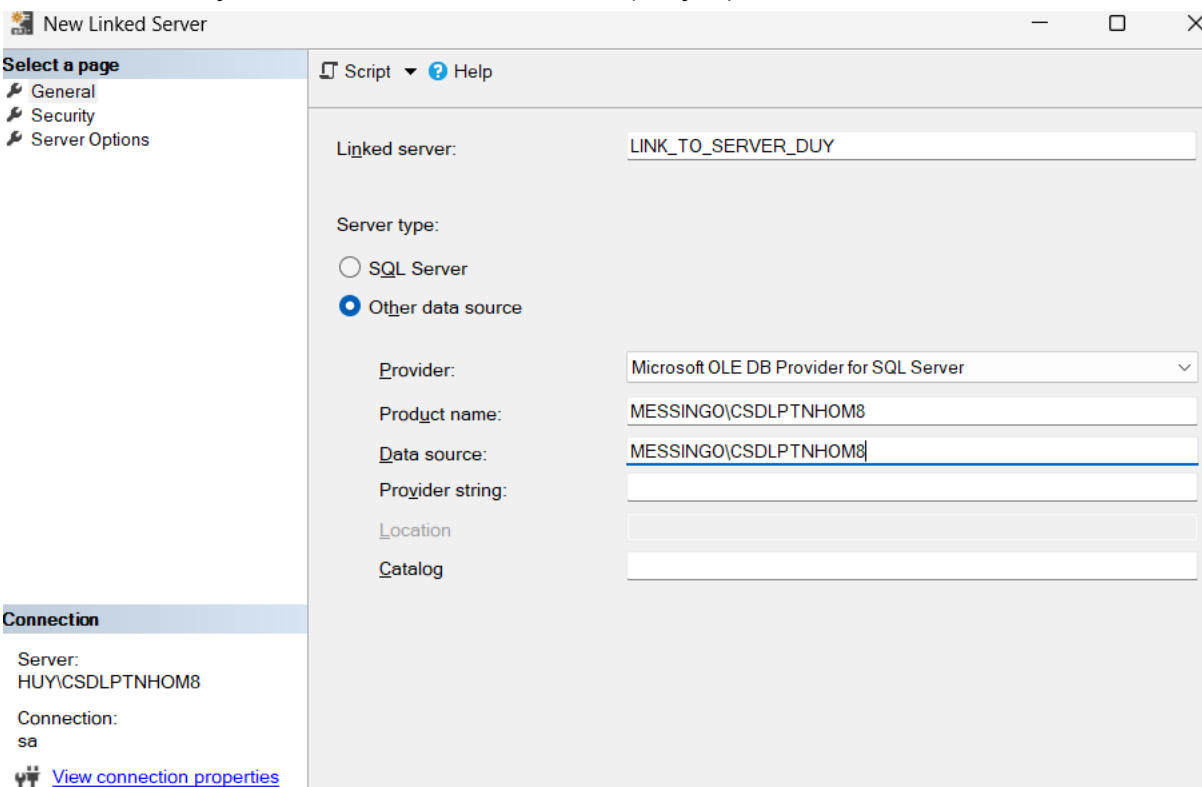 New Linked Server
Select a page
General
Security
Server Options
Script Help
Linked server: LINK_TO_SERVER_DUY
Server type:
SQL Server
Other data source
Provider: Microsoft OLE DB Provider for SQL Server
Product name: MESSINGO\CSDLPTNHOM8
Data source: MESSINGO\CSDLPTNHOM8
Provider string:
Location
Catalog
Connection
Server:
HUY\CSDLPTNHOM8
Connection:
sa
View connection properties